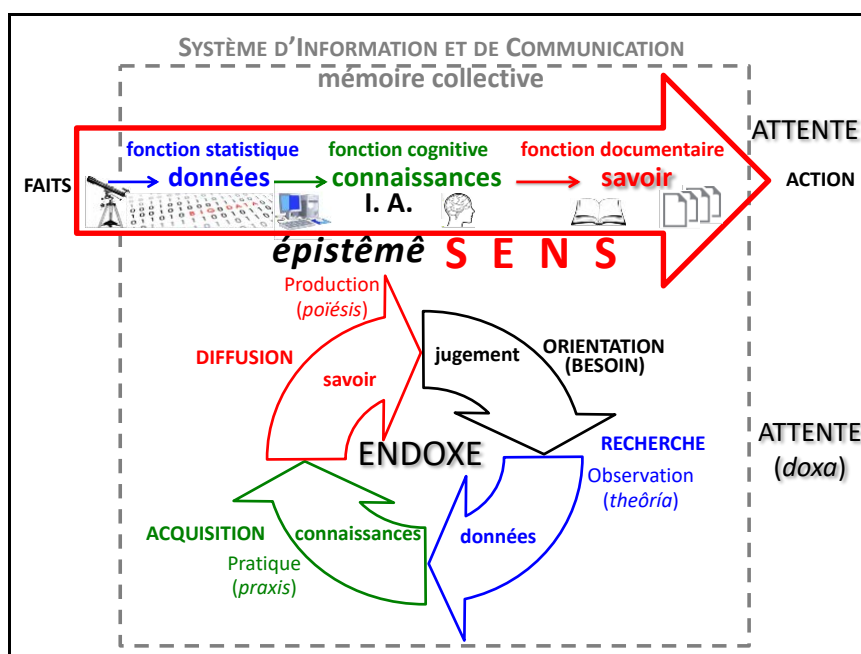 SYSTÈME D'INFORMATION ET DE COMMUNICATION
mémoire collective
fonction statistique
fonction cognitive
fonction documentaire
ATTENTE
FAITS
données
connaissances
savoir
ACTION
I. A.
épistêmê
S E N S
Production
(poïésis)
DIFFUSION
savoir
jugement
ORIENTATION
(BESOIN)
ENDOXE
RECHERCHE
Observation
(theôría)
ATTENTE
(doxa)
ACQUISITION
connaissances
données
Pratique
(praxis)